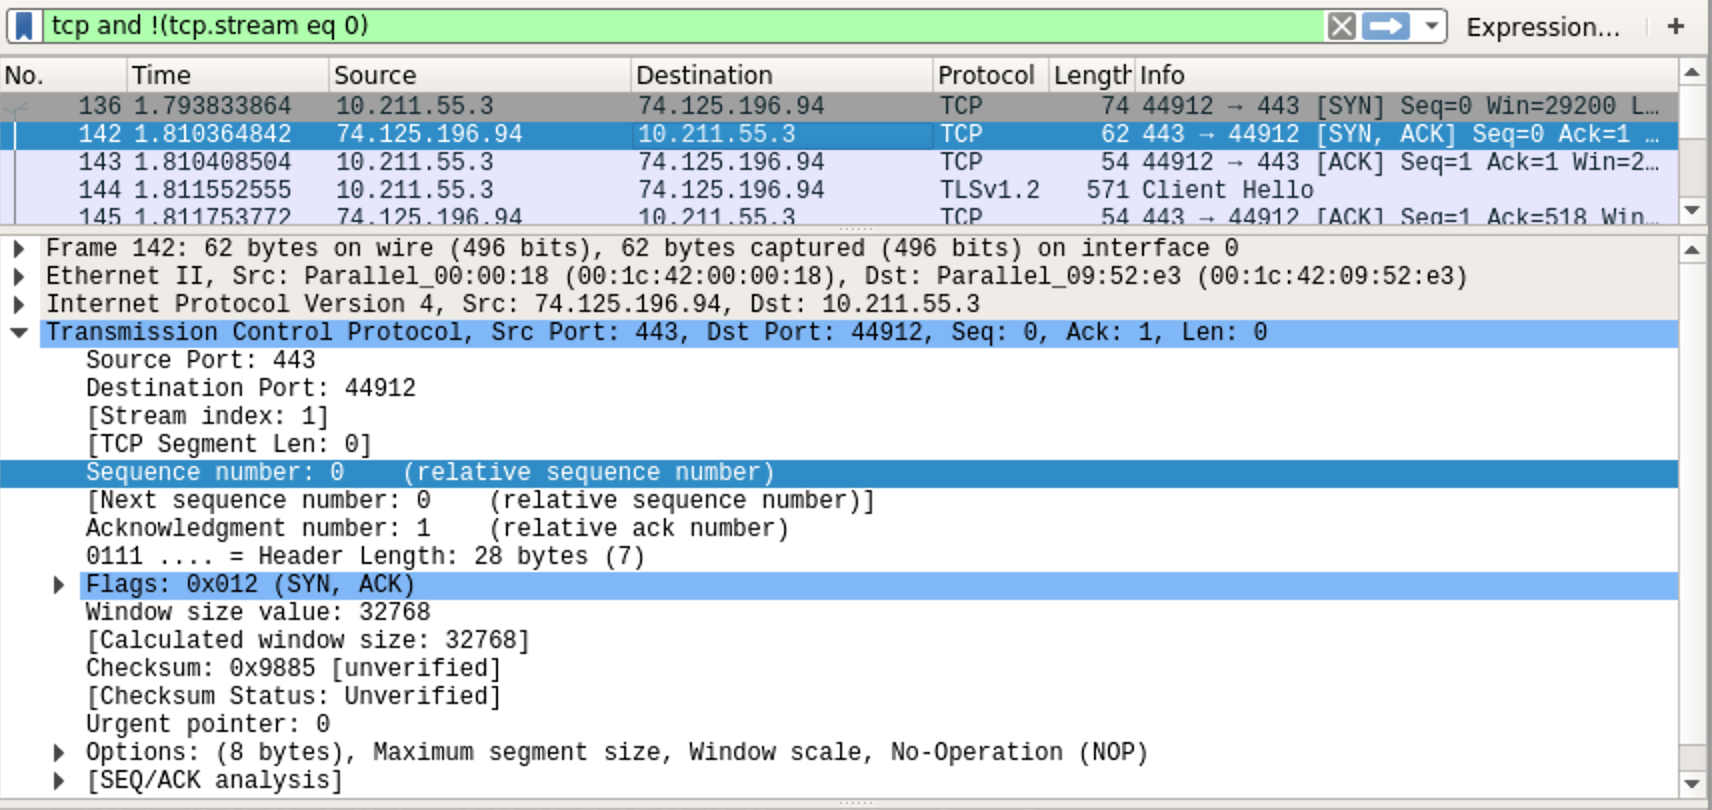 tcp and !(tcp.stream eq 0) Expression... +
No. Time Source Destination Protocol Length Info
136 1.793833864 10.211.55.3 74.125.196.94 TCP 74 44912 → 443 [SYN] Seq=0 Win=29200 L…
142 1.810364842 74.125.196.94 10.211.55.3 TCP 62 443 → 44912 [SYN, ACK] Seq=0 Ack=1 …
143 1.810408504 10.211.55.3 74.125.196.94 TCP 54 44912 → 443 [ACK] Seq=1 Ack=1 Win=2…
144 1.811552555 10.211.55.3 74.125.196.94 TLSv1.2 571 Client Hello
145 1.811753772 74.125.196.94 10.211.55.3 TCP 54 443 → 44912 [ACK] Seq=1 Ack=518 Win…
Frame 142: 62 bytes on wire (496 bits), 62 bytes captured (496 bits) on interface 0
Ethernet II, Src: Parallel_00:00:18 (00:1c:42:00:00:18), Dst: Parallel_09:52:e3 (00:1c:42:09:52:e3)
Internet Protocol Version 4, Src: 74.125.196.94, Dst: 10.211.55.3
Transmission Control Protocol, Src Port: 443, Dst Port: 44912, Seq: 0, Ack: 1, Len: 0
Source Port: 443
Destination Port: 44912
[Stream index: 1]
[TCP Segment Len: 0]
Sequence number: 0    (relative sequence number)
[Next sequence number: 0    (relative sequence number)]
Acknowledgment number: 1    (relative ack number)
0111 .... = Header Length: 28 bytes (7)
Flags: 0x012 (SYN, ACK)
Window size value: 32768
[Calculated window size: 32768]
Checksum: 0x9885 [unverified]
[Checksum Status: Unverified]
Urgent pointer: 0
Options: (8 bytes), Maximum segment size, Window scale, No-Operation (NOP)
[SEQ/ACK analysis]